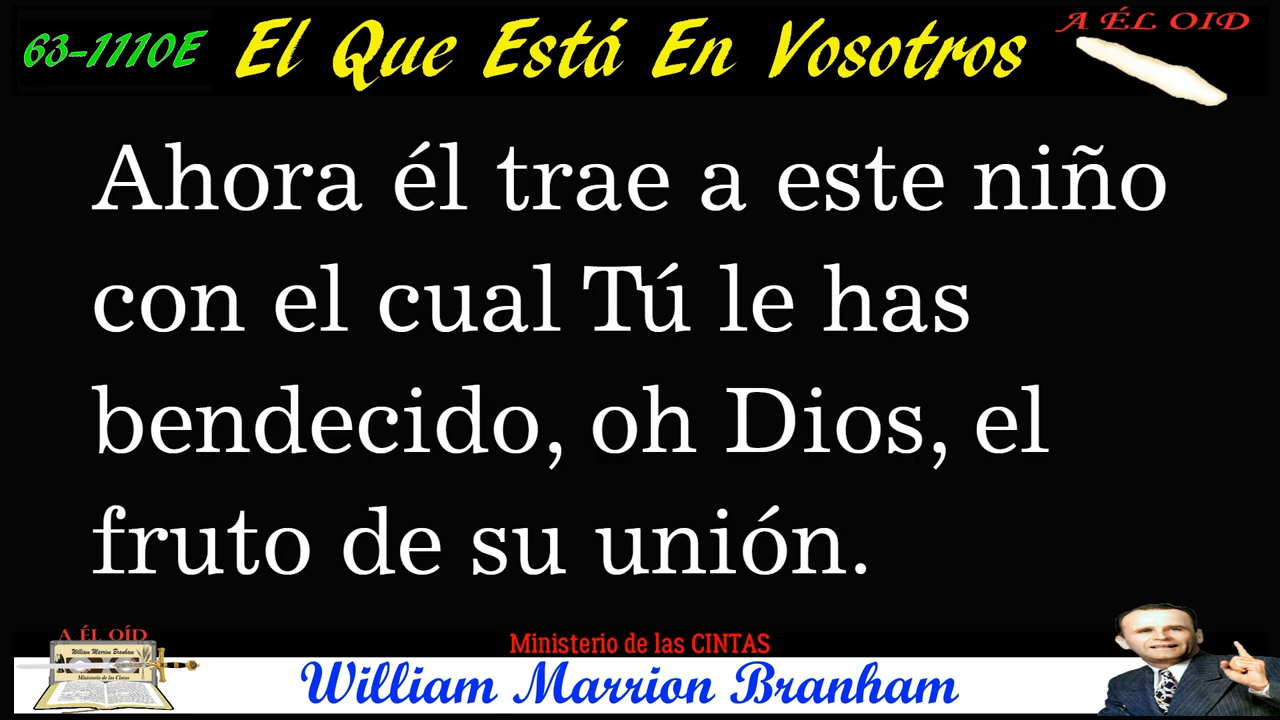 63-1110E El Que Está En Vosotros A ÉL OID
Ahora él trae a este niño
con el cual Tú le has
bendecido, oh Dios, el
fruto de su unión.
A ÉL OÍD
William Marrion Branham
Ministerio de las Cintas
Ministerio de las CINTAS
William Marrion Branham